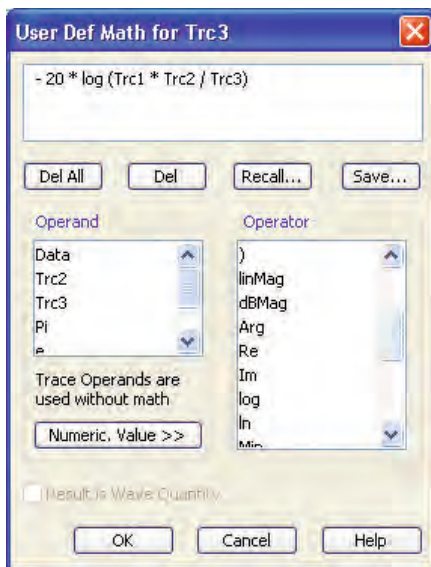 User Def Math for Trc3
- 20 * log (Trc1 * Trc2 / Trc3)
Del All Del Recall... Save...
Operand
Data
Trc2
Trc3
Pi
e
Trace Operands are
used without math
Numeric. Value >>
Operator
)
linMag
dBMag
Arg
Re
Im
log
ln
Min
Result is Wave Quantity
OK Cancel Help